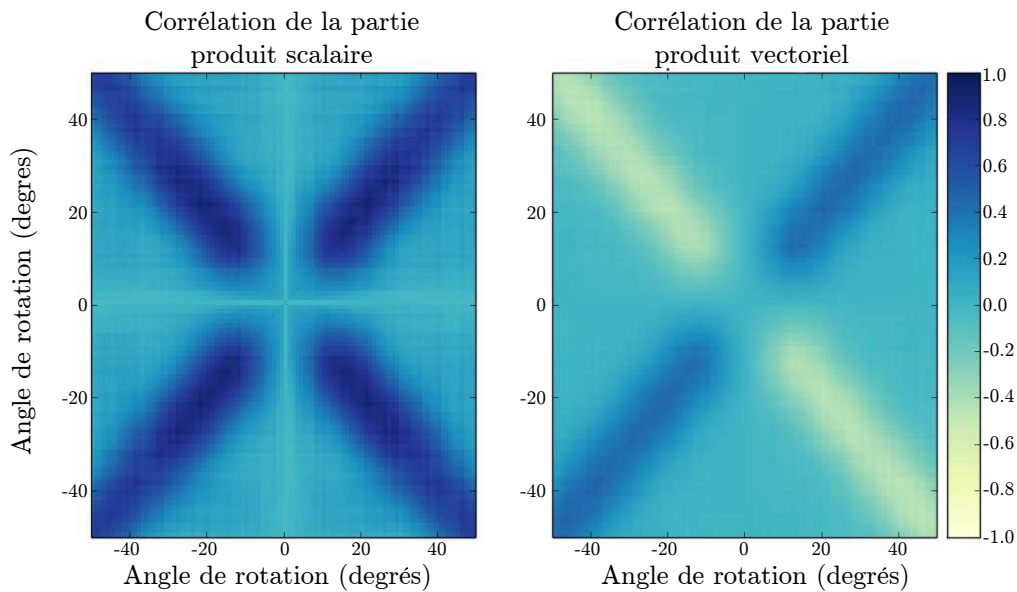 Corrélation de la partie
produit scalaire
Corrélation de la partie
produit vectoriel
Angle de rotation (degres)
40
20
0
-20
-40
-40 -20 0 20 40
Angle de rotation (degrés)
40
20
0
-20
-40
-40 -20 0 20 40
Angle de rotation (degrés)
1.0
0.8
0.6
0.4
0.2
0.0
-0.2
-0.4
-0.6
-0.8
-1.0